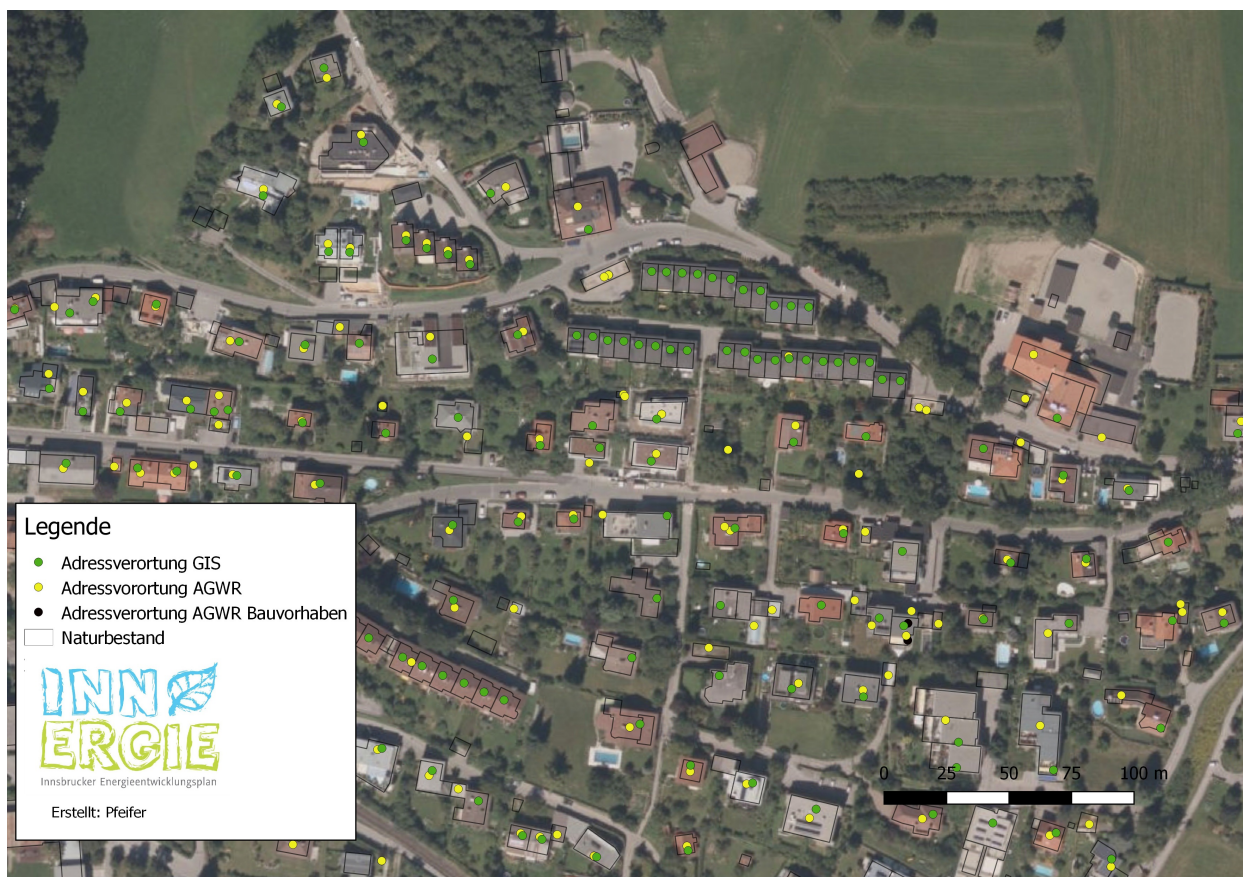 Legende
Adressverortung GIS
Adressvorortung AGWR
Adressverortung AGWR Bauvorhaben
Naturbestand
INN
ERGIE
Innsbrucker Energieentwicklungsplan
Erstellt: Pfeifer
0 25 50 75 100 m